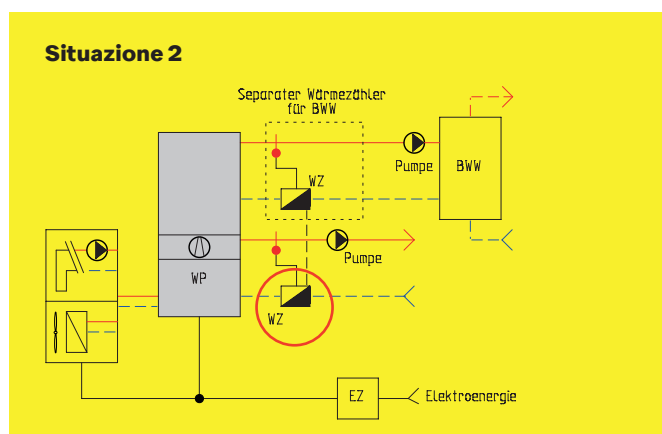 Situazione 2
Separater Wärmezähler
für BWW
WZ
Pumpe
BWW
Pumpe
WP
WZ
EZ
Elektroenergie